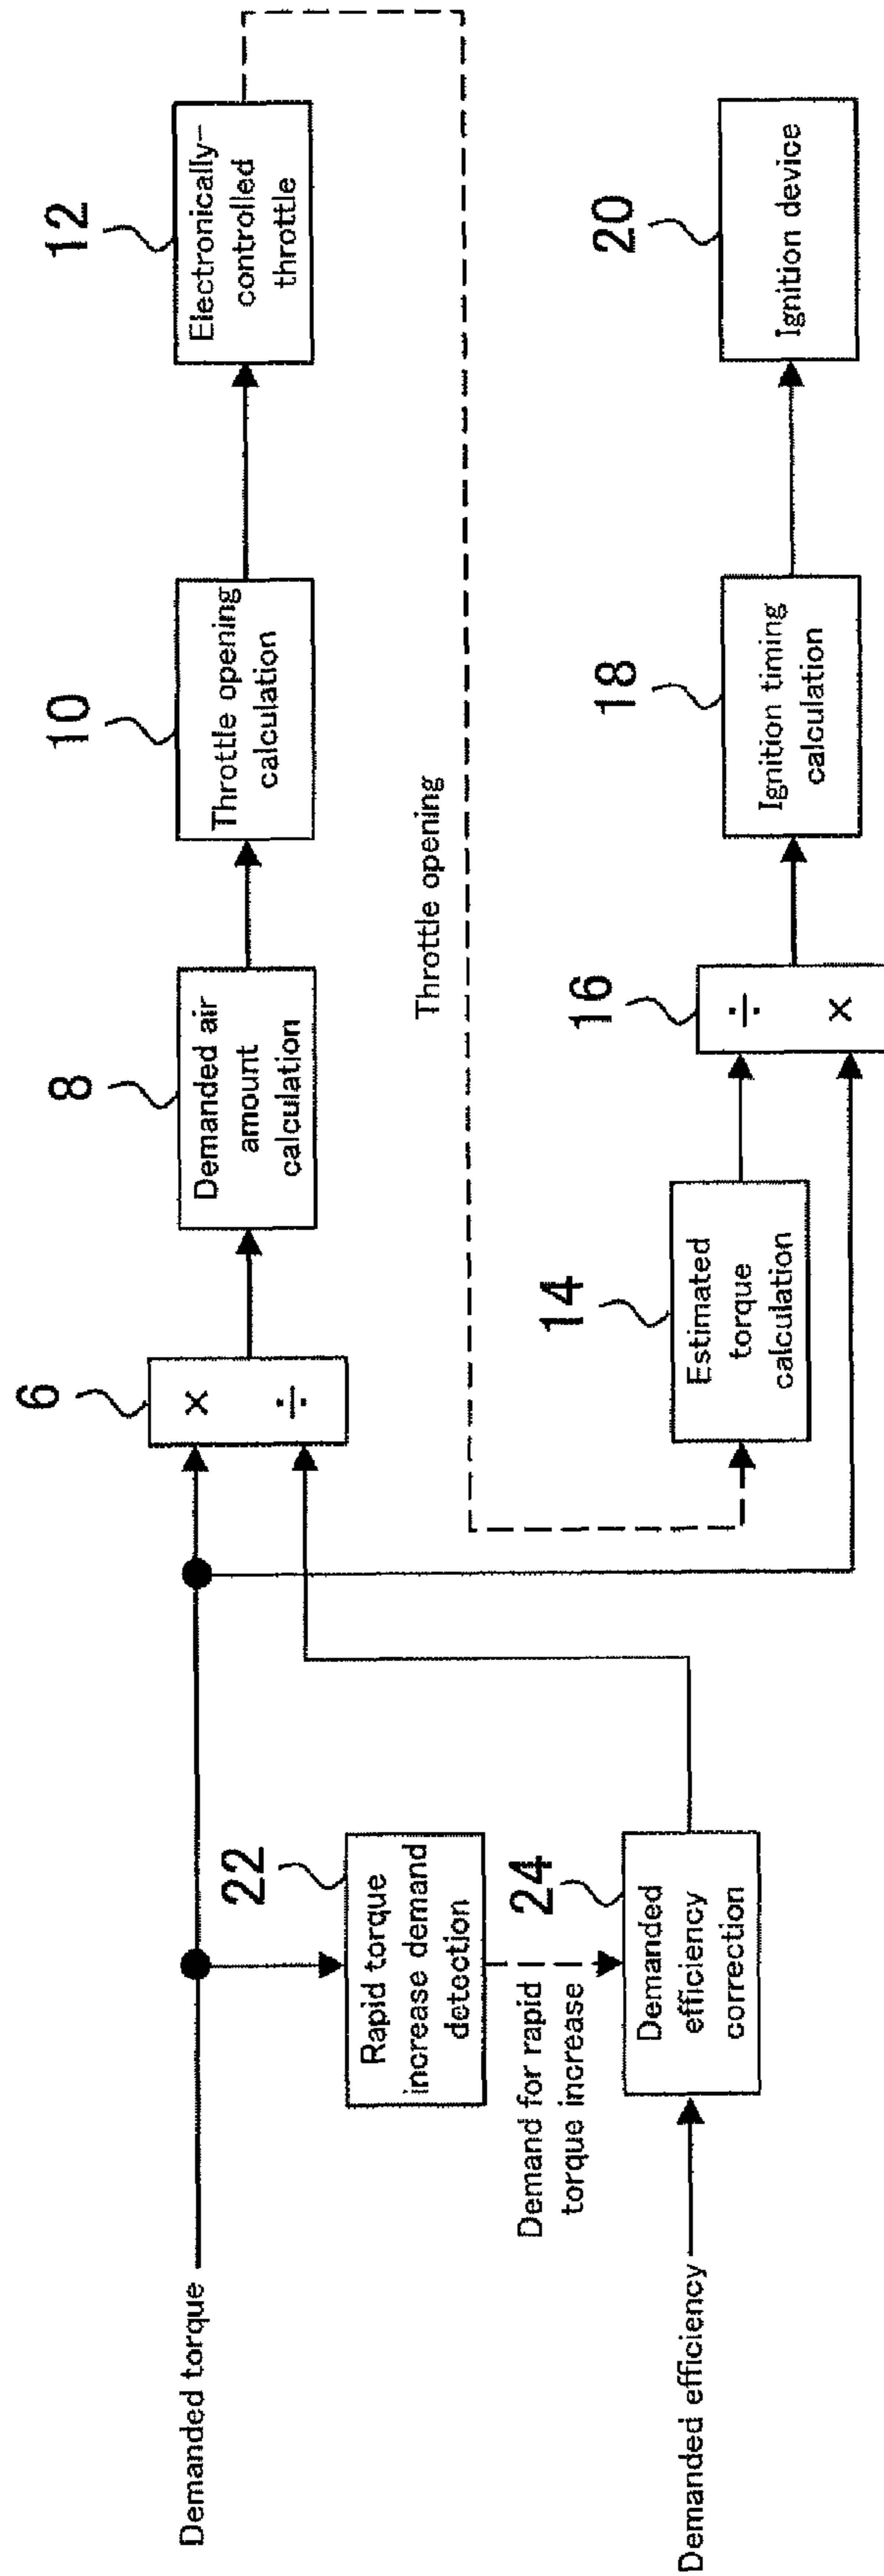 Demanded torque
22
Rapid torque
increase demand
detection
Demand for rapid
torque increase
Demanded efficiency
24
Demanded
efficiency
correction
6
×
÷
8
Demanded air
amount
calculation
10
Throttle opening
calculation
12
Electronically-
controlled
throttle
Throttle opening
14
Estimated
torque
calculation
16
÷
×
18
Ignition timing
calculation
20
Ignition device